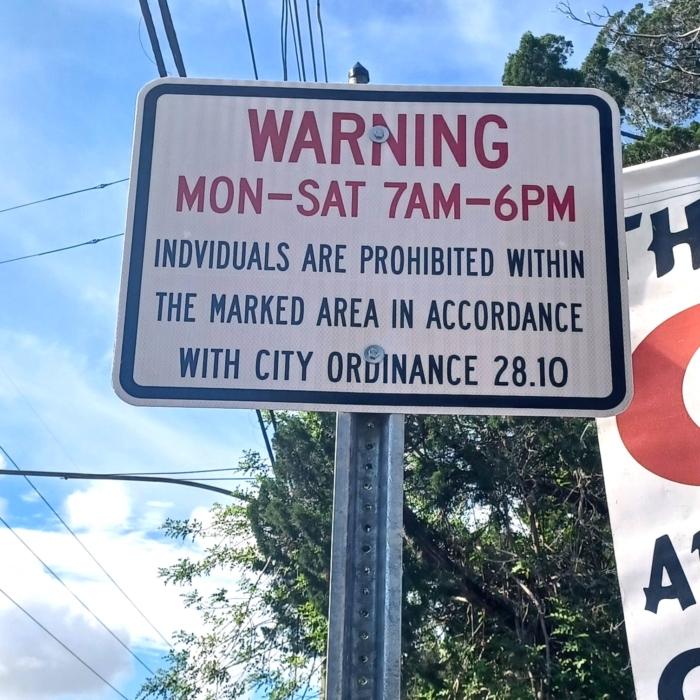 WARNING
MON-SAT 7AM-6PM
INDVIDUALS ARE PROHIBITED WITHIN
THE MARKED AREA IN ACCORDANCE
WITH CITY ORDINANCE 28.10
TH